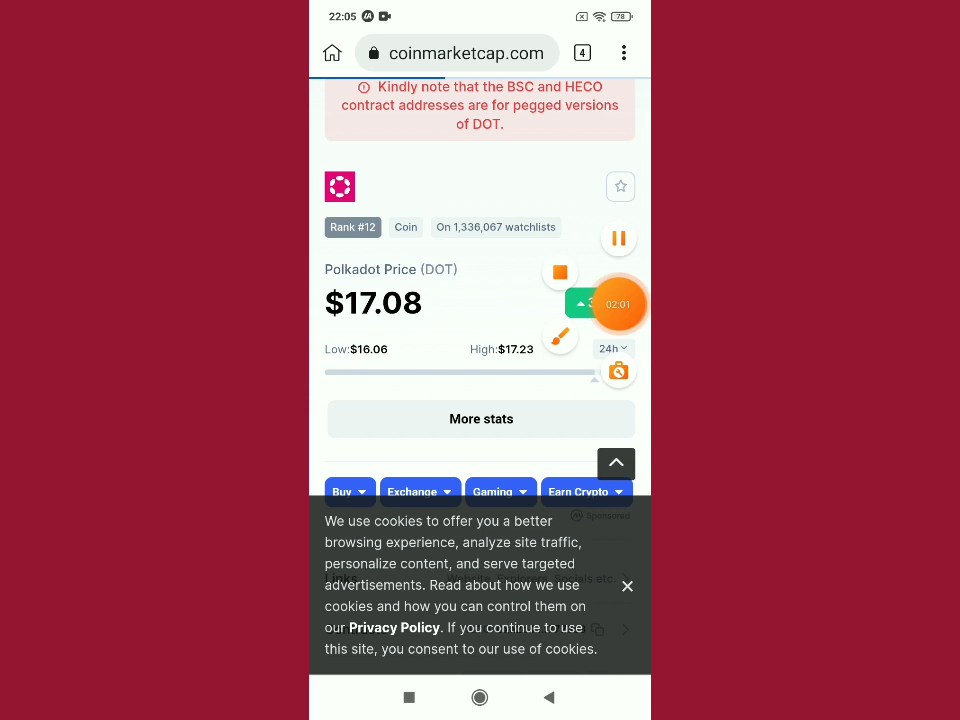 22:05
78
coinmarketcap.com
4
Kindly note that the BSC and HECO
contract addresses are for pegged versions
of DOT.
Rank #12
Coin
On 1,336,067 watchlists
Polkadot Price (DOT)
$17.08
02:01
Low:$16.06
High:$17.23
24h
More stats
Buy
Exchange
Gaming
Earn Crypto
Sponsored
We use cookies to offer you a better
browsing experience, analyze site traffic,
personalize content, and serve targeted
advertisements. Read about how we use
cookies and how you can control them on
our Privacy Policy. If you continue to use
this site, you consent to our use of cookies.
Links
Website, Explorers, Socials etc.